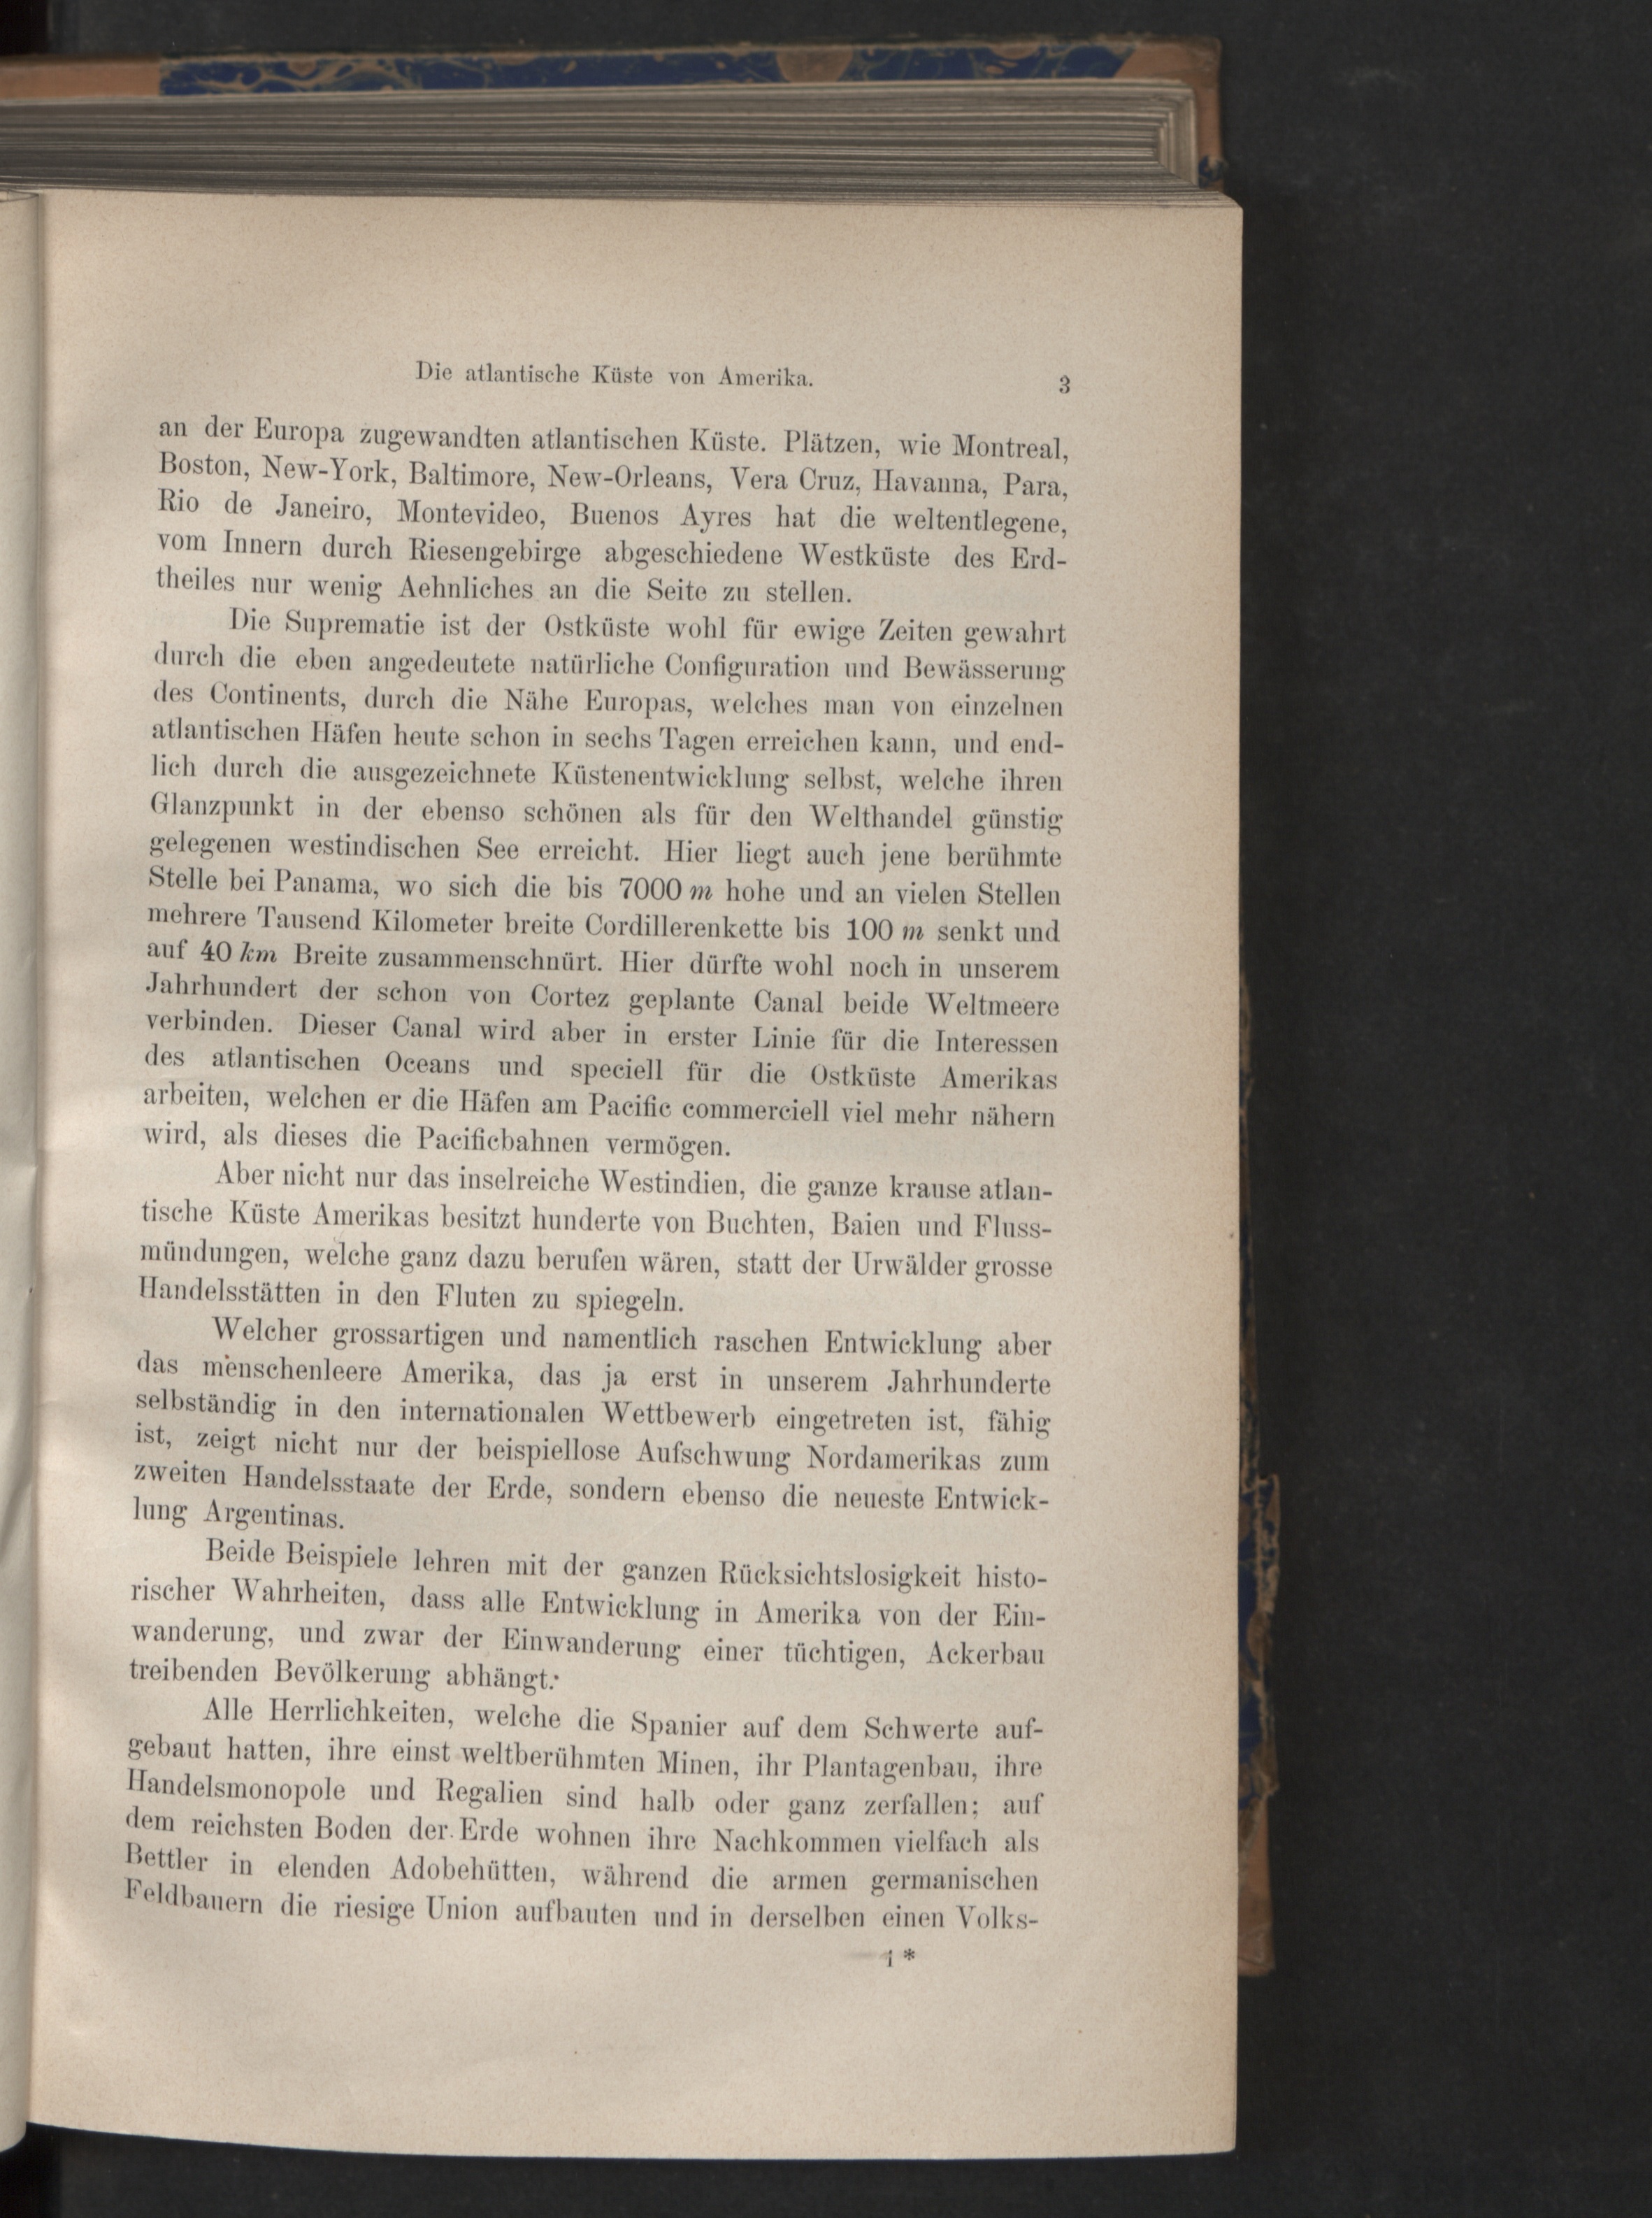 Die atlantische Küste von Amerika. 3
an der Europa zugewandten atlantischen Küste. Plätzen, wie Montreal,
Boston, New-York, Baltimore, New-Orleans, Vera Cruz, Havanna, Para,
Rio de Janeiro, Montevideo, Buenos Ayres hat die weltentlegene,
vom Innern durch Riesengebirge abgeschiedene Westküste des Erd-
theiles nur wenig Aehnliches an die Seite zu stellen.
Die Suprematie ist der Ostküste wohl für ewige Zeiten gewahrt
durch die eben angedeutete natürliche Configuration und Bewässerung
des Continents, durch die Nähe Europas, welches man von einzelnen
atlantischen Häfen heute schon in sechs Tagen erreichen kann, und end-
lich durch die ausgezeichnete Küstenentwicklung selbst, welche ihren
Glanzpunkt in der ebenso schönen als für den Welthandel günstig
gelegenen westindischen See erreicht. Hier liegt auch jene berühmte
Stelle bei Panama, wo sich die bis 7000 m hohe und an vielen Stellen
mehrere Tausend Kilometer breite Cordillerenkette bis 100 m senkt und
auf 40 km Breite zusammenschnürt. Hier dürfte wohl noch in unserem
Jahrhundert der schon von Cortez geplante Canal beide Weltmeere
verbinden. Dieser Canal wird aber in erster Linie für die Interessen
des atlantischen Oceans und speciell für die Ostküste Amerikas
arbeiten, welchen er die Häfen am Pacific commerciell viel mehr nähern
wird, als dieses die Pacificbahnen vermögen.
Aber nicht nur das inselreiche Westindien, die ganze krause atlan-
tische Küste Amerikas besitzt hunderte von Buchten, Baien und Fluss-
mündungen, welche ganz dazu berufen wären, statt der Urwälder grosse
Handelsstätten in den Fluten zu spiegeln.
Welcher grossartigen und namentlich raschen Entwicklung aber
das menschenleere Amerika, das ja erst in unserem Jahrhunderte
selbständig in den internationalen Wettbewerb eingetreten ist, fähig
ist, zeigt nicht nur der beispiellose Aufschwung Nordamerikas zum
zweiten Handelsstaate der Erde, sondern ebenso die neueste Entwick-
lung Argentinas.
Beide Beispiele lehren mit der ganzen Rücksichtslosigkeit histo-
rischer Wahrheiten, dass alle Entwicklung in Amerika von der Ein-
wanderung, und zwar der Einwanderung einer tüchtigen, Ackerbau
treibenden Bevölkerung abhängt.
Alle Herrlichkeiten, welche die Spanier auf dem Schwerte auf-
gebaut hatten, ihre einst weltberühmten Minen, ihr Plantagenbau, ihre
Handelsmonopole und Regalien sind halb oder ganz zerfallen; auf
dem reichsten Boden der Erde wohnen ihre Nachkommen vielfach als
Bettler in elenden Adobehütten, während die armen germanischen
Feldbauern die riesige Union aufbauten und in derselben einen Volks-
1*